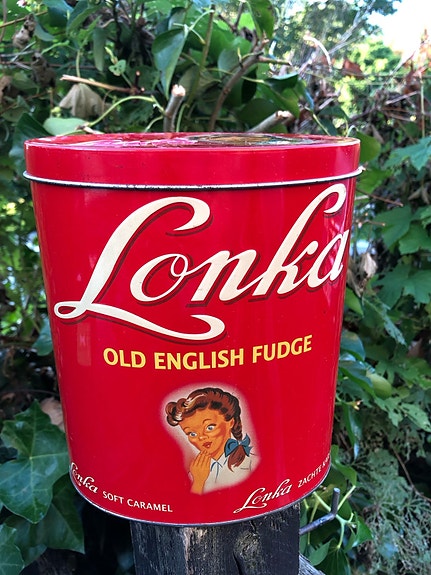 Lonka
OLD ENGLISH FUDGE
Lonka SOFT CARAMEL
Lonka ZACHTE